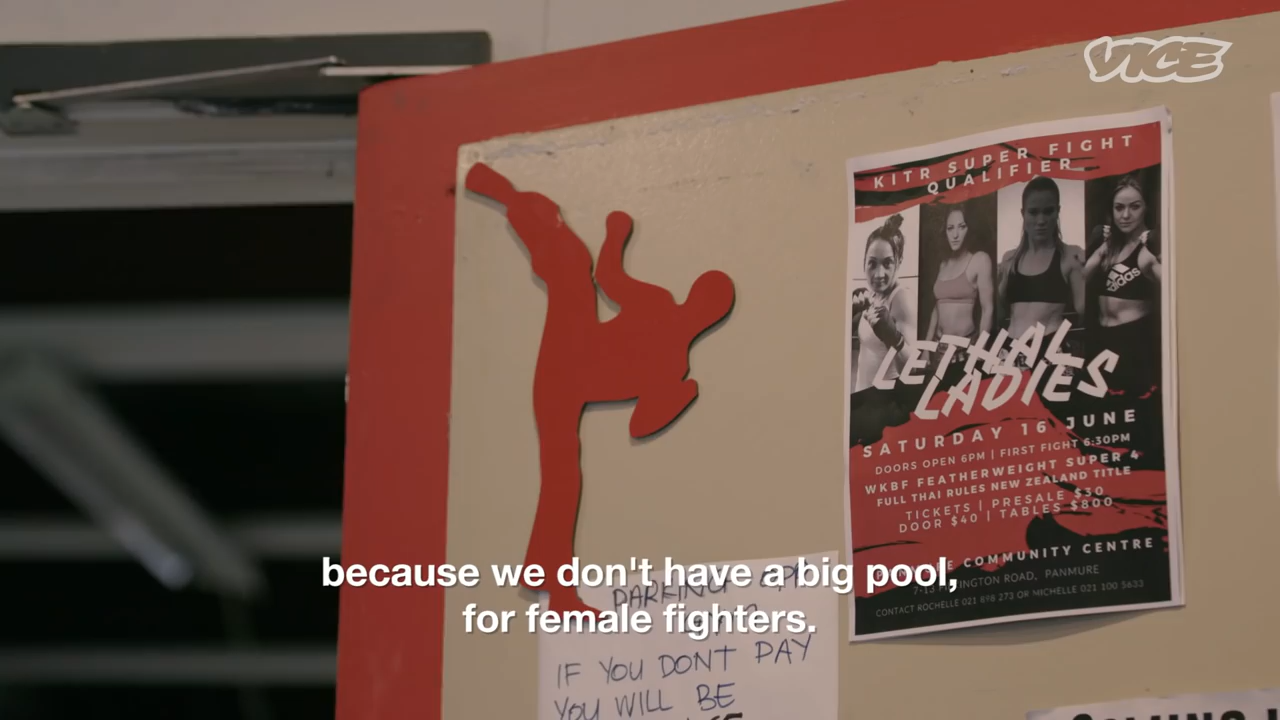 VICE
KITR SUPER FIGHT
QUALIFIER
adidas
LETHAL
LADIES
SATURDAY 16 JUNE
DOORS OPEN 6PM | FIRST FIGHT 6:30PM
WKBF FEATHERWEIGHT SUPER 4
FULL THAI RULES NEW ZEALAND TITLE
TICKETS | PRESALE $30
DOOR $40 | TABLES $800
COMMUNITY CENTRE
ROAD, PANMURE
CONTACT ROCHELLE 021 898 273 OR MICHELLE 021 100 5633
PARKING
IF YOU DONT PAY
YOU WILL BE
because we don't have a big pool,
for female fighters.